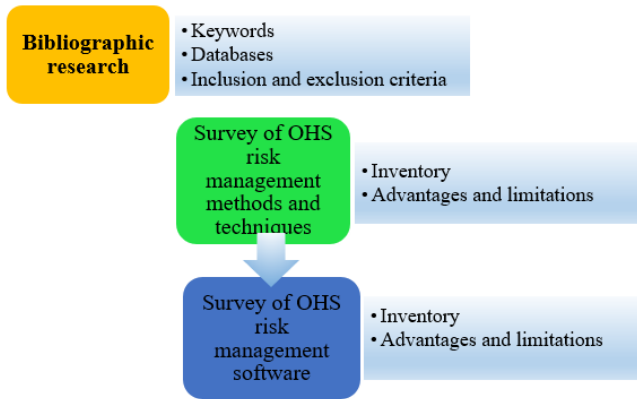 Bibliographic
research
• Keywords
• Databases
• Inclusion and exclusion criteria
Survey of OHS
risk
management
methods and
techniques
• Inventory
• Advantages and limitations
Survey of OHS
risk
management
software
• Inventory
• Advantages and limitations